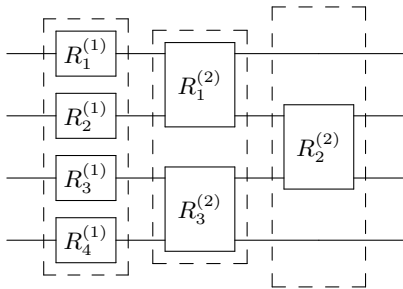 R_1^{(1)}
R_2^{(1)}
R_3^{(1)}
R_4^{(1)}
R_1^{(2)}
R_3^{(2)}
R_2^{(2)}